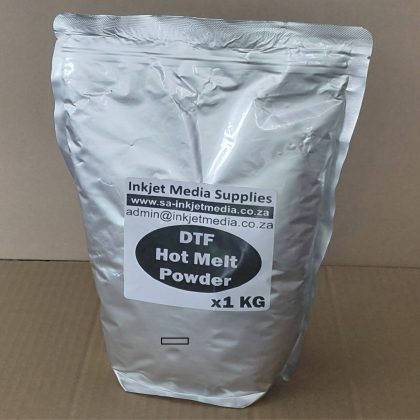 Inkjet Media Supplies
www.sa-inkjetmedia.co.za
admin@inkjetmedia.co.za
DTF
Hot Melt
Powder
x1 KG